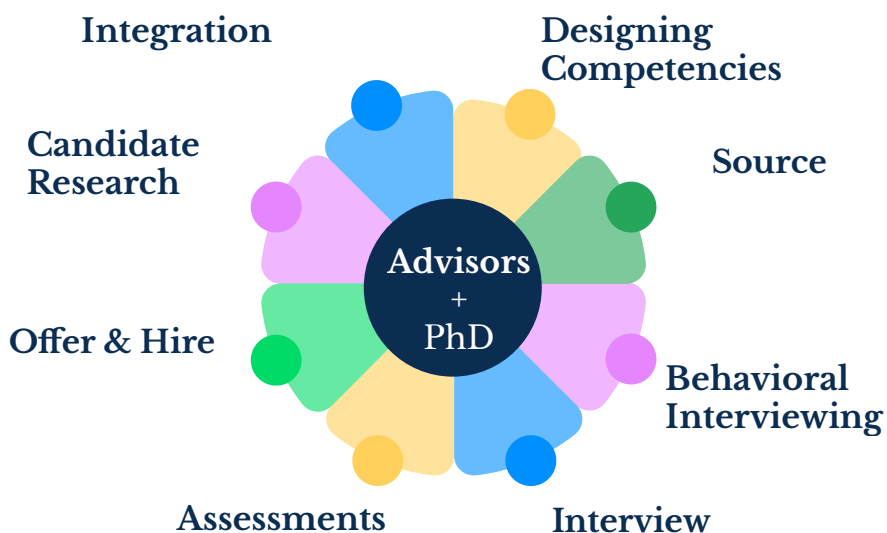 Integration
Designing
Competencies
Candidate
Research
Source
Advisors
+
PhD
Offer & Hire
Behavioral
Interviewing
Assessments
Interview